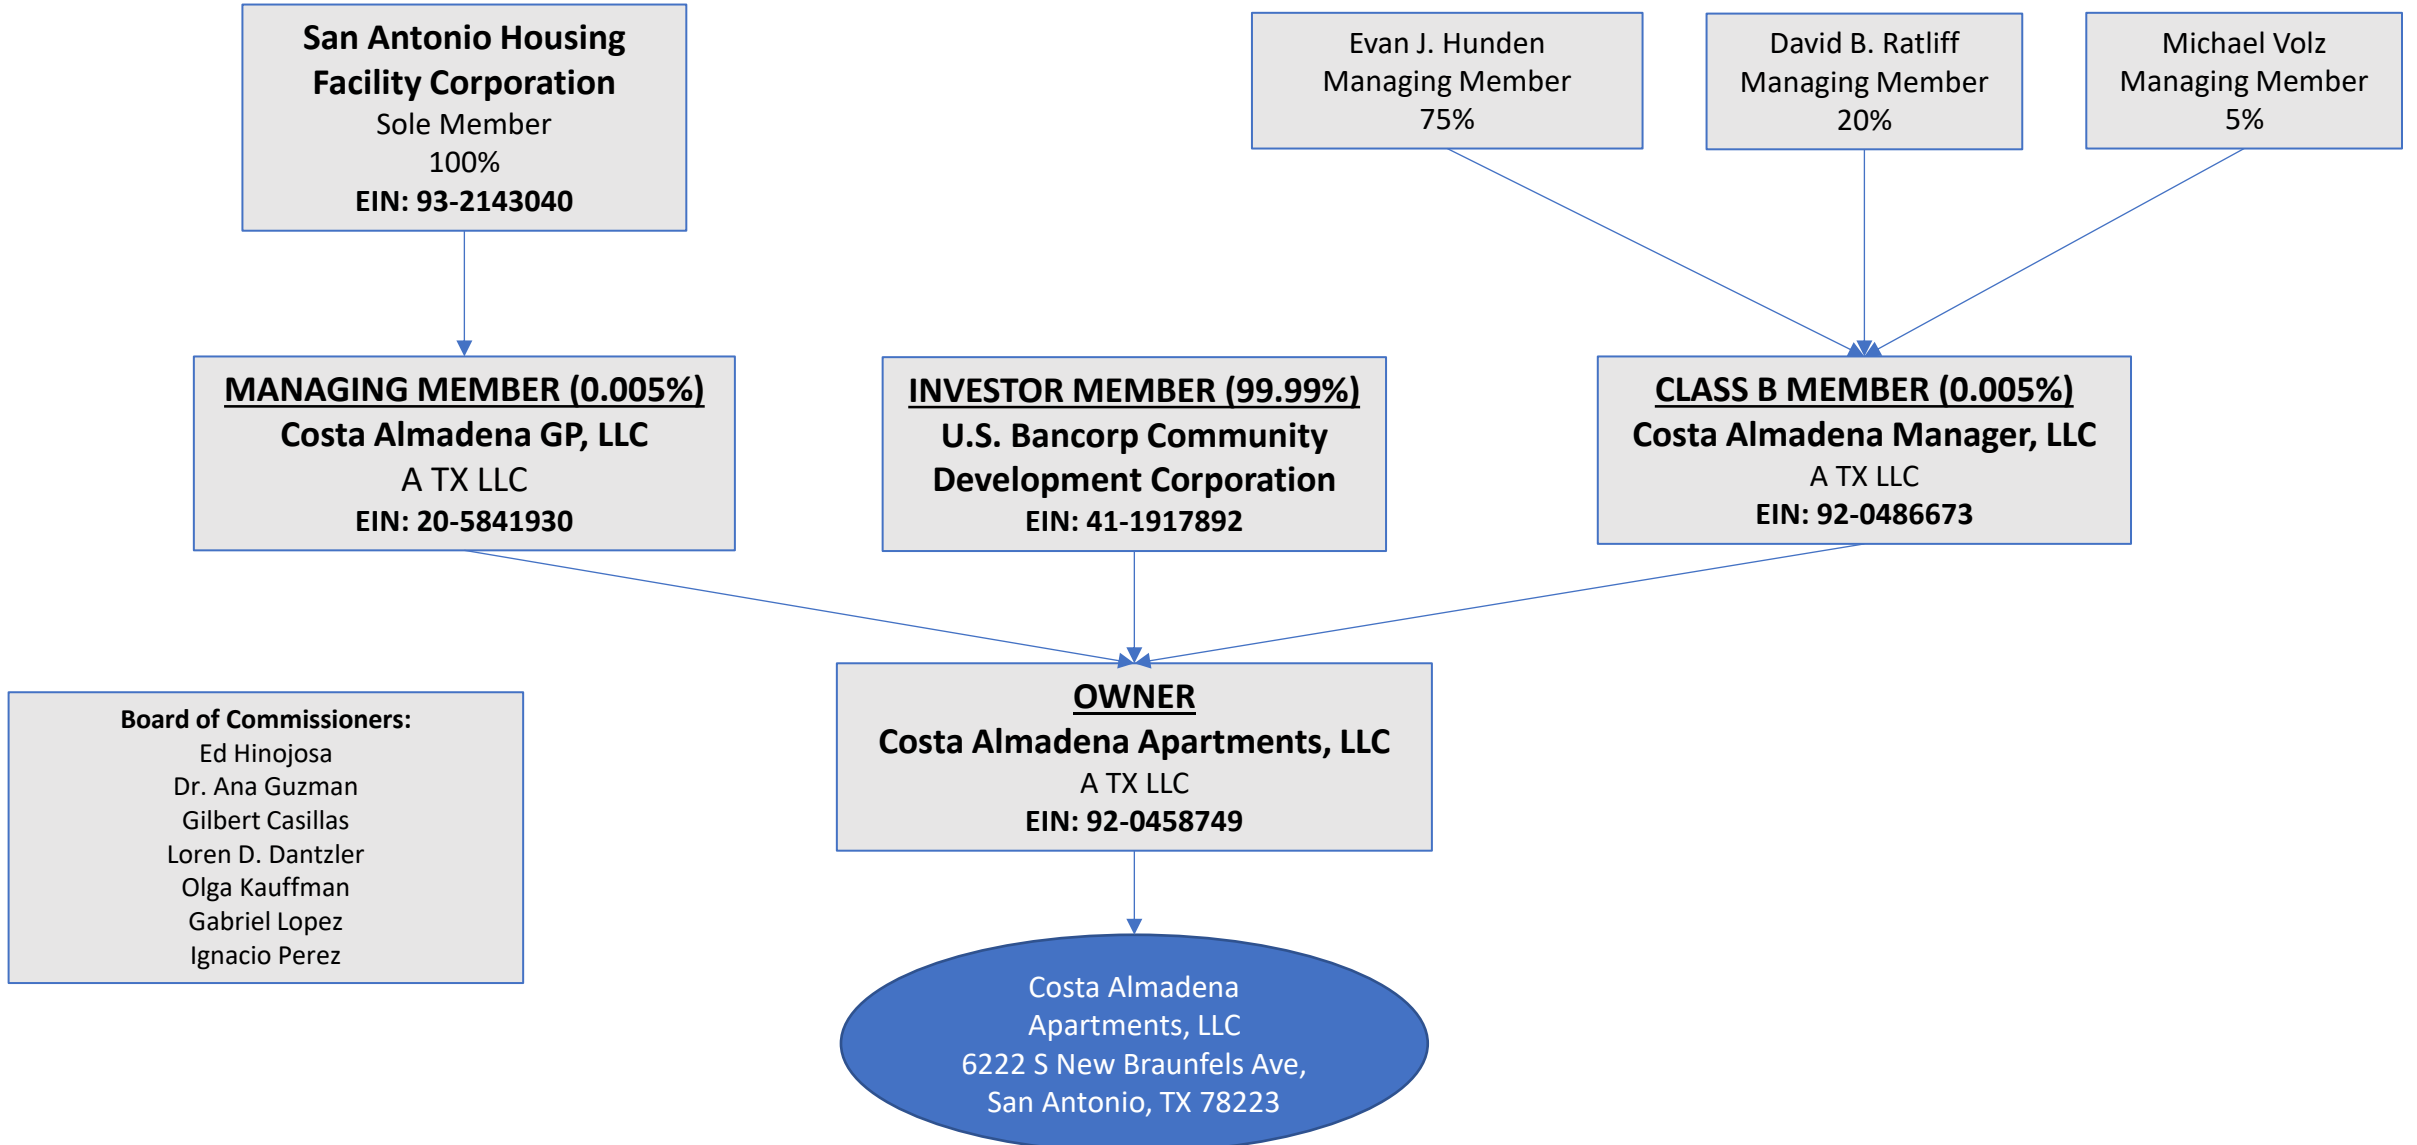 San Antonio Housing
Facility Corporation
Sole Member
100%
EIN: 93-2143040
Evan J. Hunden
Managing Member
75%
David B. Ratliff
Managing Member
20%
Michael Volz
Managing Member
5%
MANAGING MEMBER (0.005%)
Costa Almadena GP, LLC
A TX LLC
EIN: 20-5841930
INVESTOR MEMBER (99.99%)
U.S. Bancorp Community
Development Corporation
EIN: 41-1917892
CLASS B MEMBER (0.005%)
Costa Almadena Manager, LLC
A TX LLC
EIN: 92-0486673
Board of Commissioners:
Ed Hinojosa
Dr. Ana Guzman
Gilbert Casillas
Loren D. Dantzler
Olga Kauffman
Gabriel Lopez
Ignacio Perez
OWNER
Costa Almadena Apartments, LLC
A TX LLC
EIN: 92-0458749
Costa Almadena
Apartments, LLC
6222 S New Braunfels Ave,
San Antonio, TX 78223